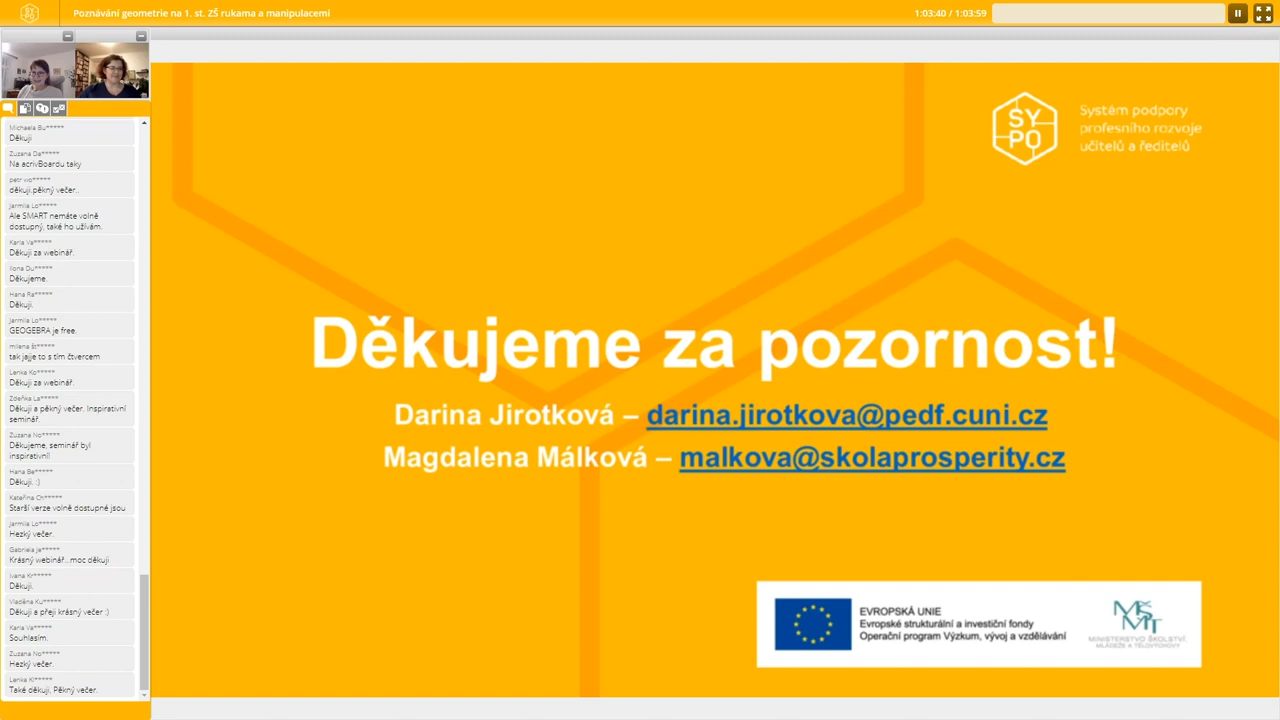 Poznávání geometrie na 1. st. ZŠ rukama a manipulacemi
1:03:40 / 1:03:59
Michaela Bu*****
Děkuji
Zuzana Da*****
Na acrivBoardu taky
petr wo*****
děkuji.pěkný večer..
Jarmila Lo*****
Ale SMART nemáte volně
dostupný, také ho užívám.
Karla Va*****
Děkuji za webinář.
Ilona Du*****
Děkujeme.
Hana Ra*****
Děkuji.
Jarmila Lo*****
GEOGEBRA je free.
milena št*****
tak jajje to s tím čtvercem
Lenka Ko*****
Děkuji za webinář.
Zdeňka La*****
Děkuji a pěkný večer. Inspirativní
seminář.
Zuzana No*****
Děkujeme, seminář byl
inspirativní!
Hana Be*****
Děkuji. :)
Kateřina Ch*****
Starší verze volně dostupné jsou
Jarmila Lo*****
Hezký večer.
Gabriela Je*****
Krásný webinář...moc děkuji
Ivana Kr*****
Děkuji.
Vladěna Ku*****
Děkuji a přeji krásný večer :)
Karla Va*****
Souhlasím.
Zuzana No*****
Hezký večer.
Lenka Kl*****
Také děkuji, Pěkný večer.
SY
PO
Systém podpory
profesního rozvoje
učitelů a ředitelů
Děkujeme za pozornost!
Darina Jirotková – darina.jirotkova@pedf.cuni.cz
Magdalena Málková – malkova@skolaprosperity.cz
EVROPSKÁ UNIE
Evropské strukturální a investiční fondy
Operační program Výzkum, vývoj a vzdělávání
MŠMT
MINISTERSTVO ŠKOLSTVÍ,
MLÁDEŽE A TĚLOVÝCHOVY